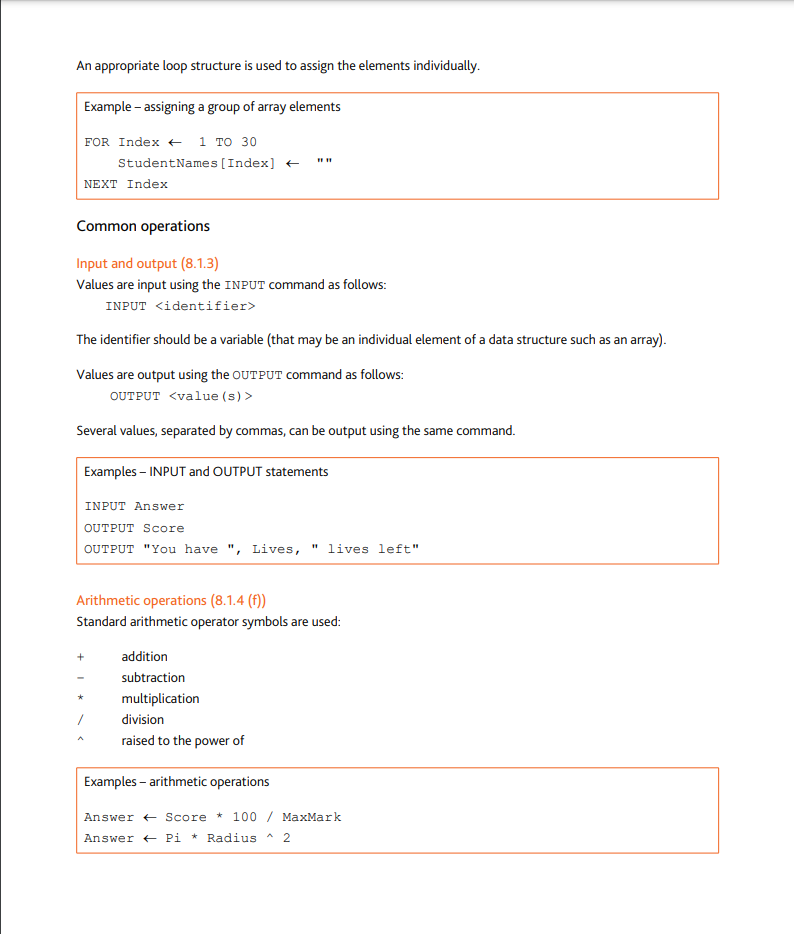 An appropriate loop structure is used to assign the elements individually.
Example – assigning a group of array elements
FOR Index ← 1 TO 30
StudentNames[Index] ← ""
NEXT Index
Common operations
Input and output (8.1.3)
Values are input using the INPUT command as follows:
INPUT <identifier>
The identifier should be a variable (that may be an individual element of a data structure such as an array).
Values are output using the OUTPUT command as follows:
OUTPUT <value(s)>
Several values, separated by commas, can be output using the same command.
Examples – INPUT and OUTPUT statements
INPUT Answer
OUTPUT Score
OUTPUT "You have ", Lives, " lives left"
Arithmetic operations (8.1.4 (f))
Standard arithmetic operator symbols are used:
+ addition
– subtraction
* multiplication
/ division
^ raised to the power of
Examples – arithmetic operations
Answer ← Score * 100 / MaxMark
Answer ← Pi * Radius ^ 2